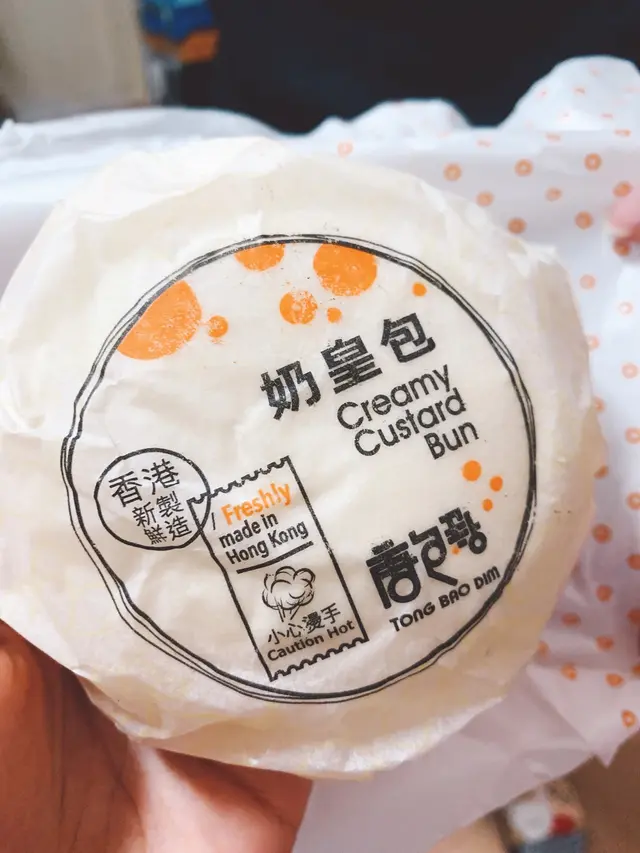 奶皇包
Creamy
Custard
Bun
香港
新鮮
製造
Freshly
made in
Hong Kong
小心燙手
Caution Hot
唐包點
TONG BAO DIM